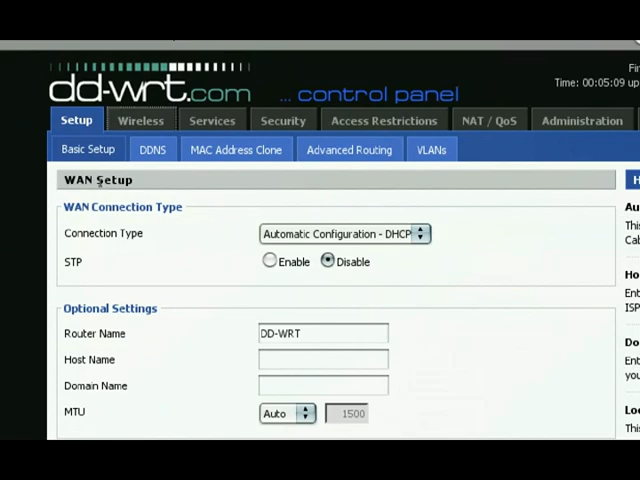 dd-wrt.com ... control panel
Time: 00:05:09 up
Setup Wireless Services Security Access Restrictions NAT / QoS Administration
Basic Setup DDNS MAC Address Clone Advanced Routing VLANs
WAN Setup
WAN Connection Type
Connection Type Automatic Configuration - DHCP
STP Enable Disable
Optional Settings
Router Name DD-WRT
Host Name
Domain Name
MTU Auto 1500